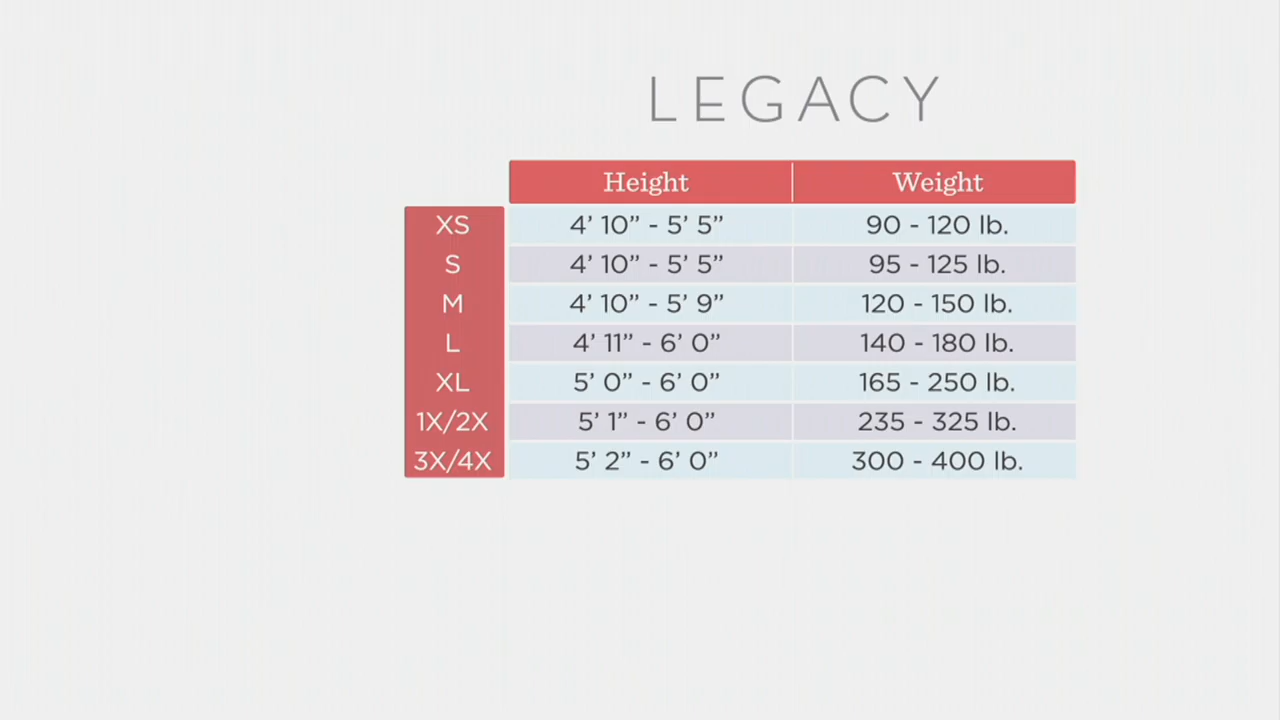 LEGACY
Height Weight
XS 4’ 10” - 5’ 5” 90 - 120 lb.
S 4’ 10” - 5’ 5” 95 - 125 lb.
M 4’ 10” - 5’ 9” 120 - 150 lb.
L 4’ 11” - 6’ 0” 140 - 180 lb.
XL 5’ 0” - 6’ 0” 165 - 250 lb.
1X/2X 5’ 1” - 6’ 0” 235 - 325 lb.
3X/4X 5’ 2” - 6’ 0” 300 - 400 lb.